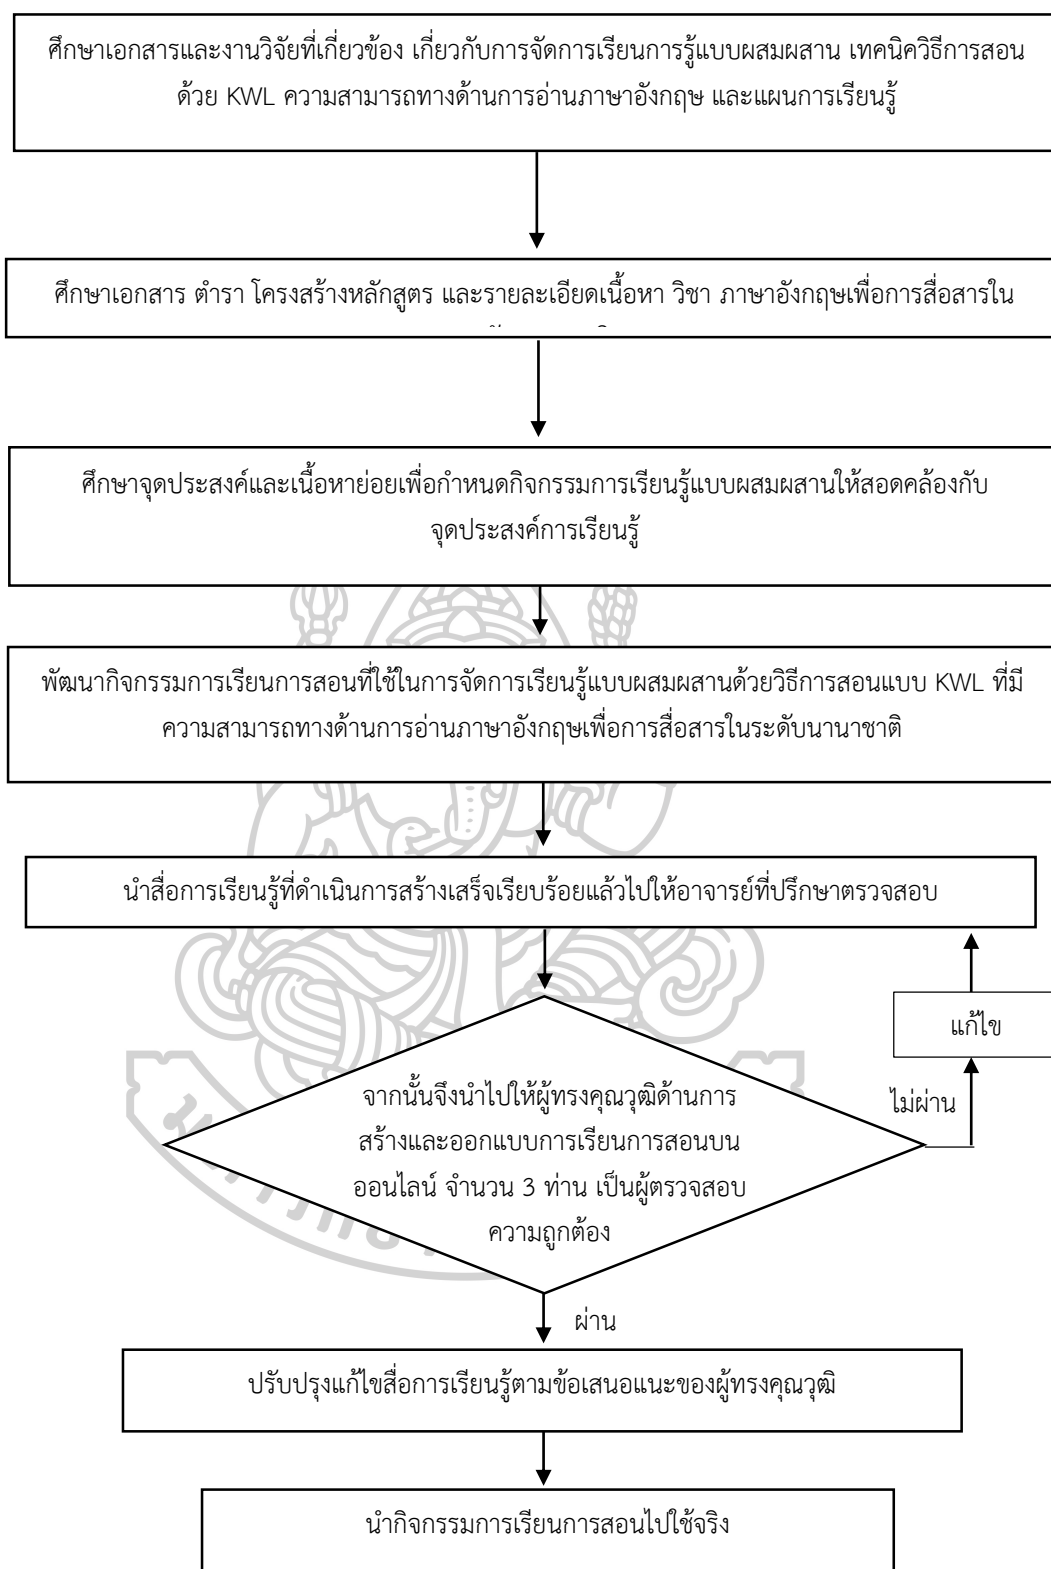 ศึกษาเอกสารและงานวิจัยที่เกี่ยวข้อง เกี่ยวกับการจัดการเรียนการรู้แบบผสมผสาน เทคนิควิธีการสอน
ด้วย KWL ความสามารถทางด้านการอ่านภาษาอังกฤษ และแผนการเรียนรู้
ศึกษาเอกสาร ตำรา โครงสร้างหลักสูตร และรายละเอียดเนื้อหา วิชา ภาษาอังกฤษเพื่อการสื่อสารใน
ศึกษาจุดประสงค์และเนื้อหาย่อยเพื่อกำหนดกิจกรรมการเรียนรู้แบบผสมผสานให้สอดคล้องกับ
จุดประสงค์การเรียนรู้
พัฒนากิจกรรมการเรียนการสอนที่ใช้ในการจัดการเรียนรู้แบบผสมผสานด้วยวิธีการสอนแบบ KWL ที่มี
ความสามารถทางด้านการอ่านภาษาอังกฤษเพื่อการสื่อสารในระดับนานาชาติ
นำสื่อการเรียนรู้ที่ดำเนินการสร้างเสร็จเรียบร้อยแล้วไปให้อาจารย์ที่ปรึกษาตรวจสอบ
แก้ไข
ไม่ผ่าน
จากนั้นจึงนำไปให้ผู้ทรงคุณวุฒิด้านการ
สร้างและออกแบบการเรียนการสอนบน
ออนไลน์ จำนวน 3 ท่าน เป็นผู้ตรวจสอบ
ความถูกต้อง
ผ่าน
ปรับปรุงแก้ไขสื่อการเรียนรู้ตามข้อเสนอแนะของผู้ทรงคุณวุฒิ
นำกิจกรรมการเรียนการสอนไปใช้จริง